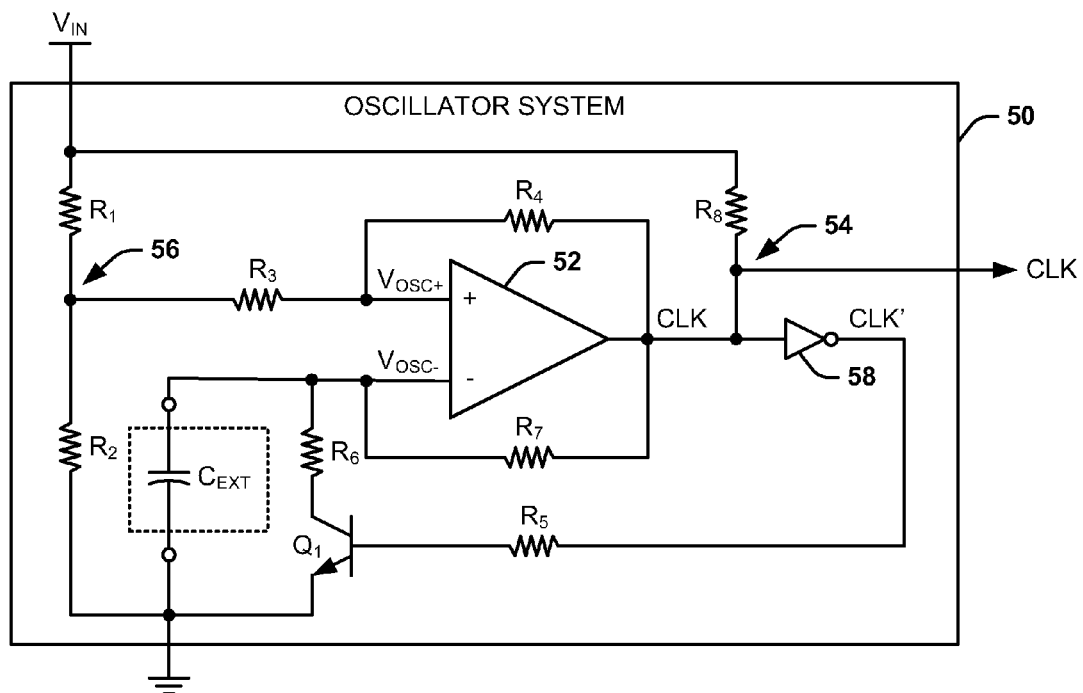 V_IN
OSCILLATOR SYSTEM
50
R_1
R_4
R_8
54
56
R_3
V_OSC+
52
CLK
+
CLK
CLK'
V_OSC-
-
58
R_2
C_EXT
R_6
R_7
Q_1
R_5